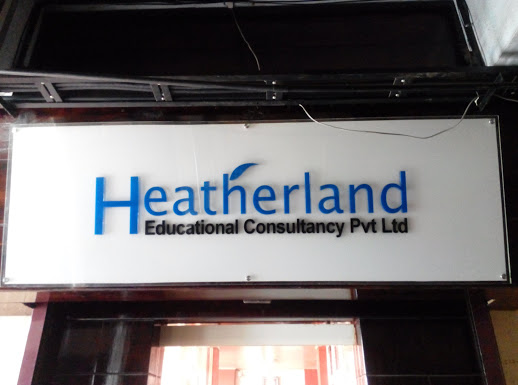 Heatherland
Educational Consultancy Pvt Ltd